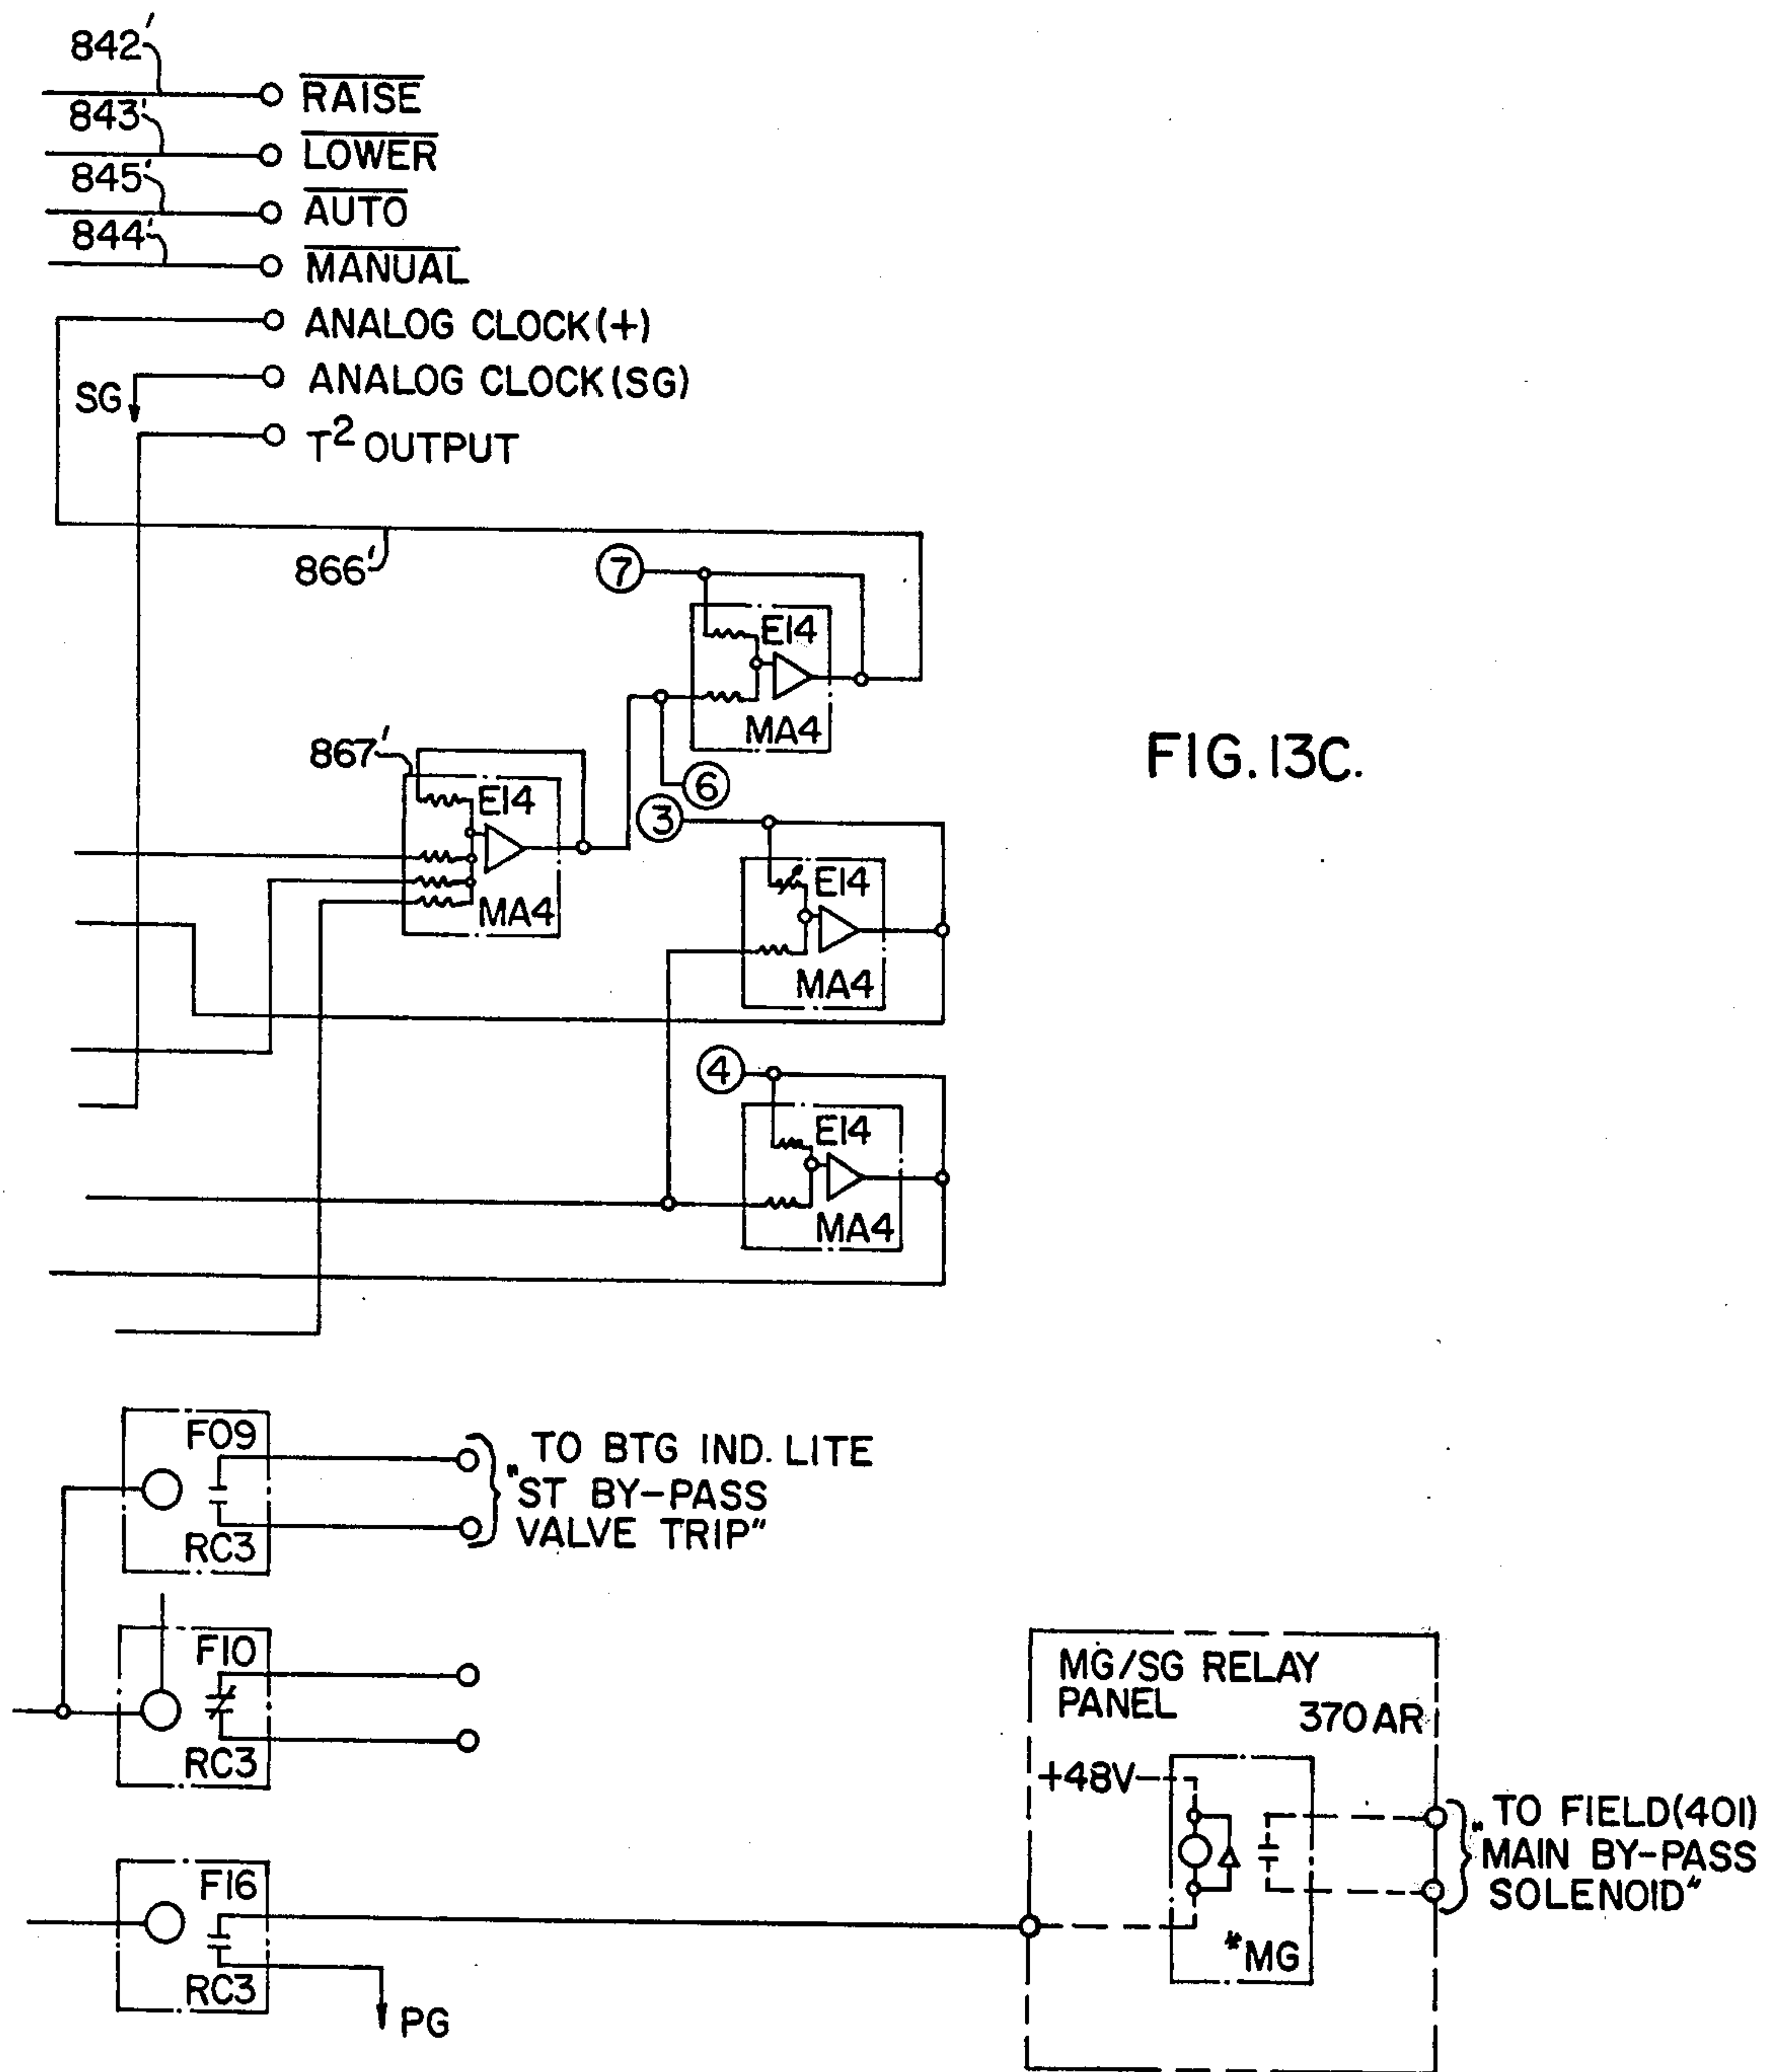 842'
RAISE
843'
LOWER
845'
AUTO
844'
MANUAL
ANALOG CLOCK (+)
SG
ANALOG CLOCK (SG)
T² OUTPUT
866'
7
E14
MA4
867'
6
E14
MA4
3
E14
MA4
4
E14
MA4
FIG. 13C.
F09
RC3
TO BTG IND. LITE
"ST BY-PASS
VALVE TRIP"
F10
RC3
F16
RC3
PG
MG/SG RELAY
PANEL
370 AR
+48V
*MG
TO FIELD (401)
"MAIN BY-PASS
SOLENOID"